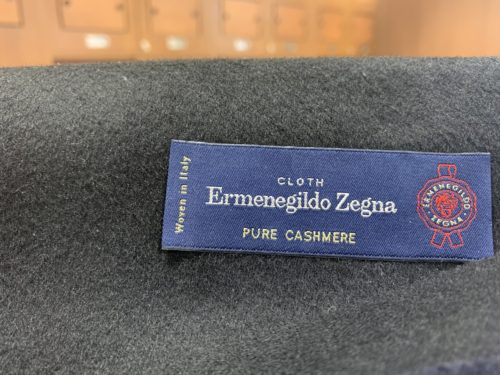 Woven in Italy
CLOTH
Ermenegildo Zegna
PURE CASHMERE
ERMENEGILDO
ZEGNA